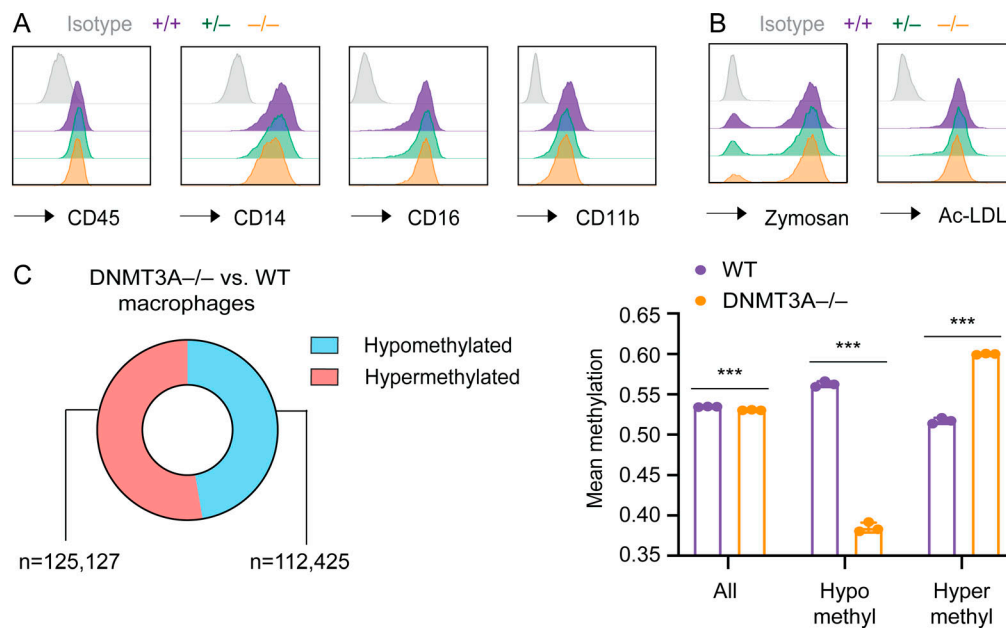 A
Isotype +/+ +/– –/–
CD45
CD14
CD16
CD11b
B
Isotype +/+ +/– –/–
Zymosan
Ac-LDL
C
DNMT3A–/– vs. WT
macrophages
Hypomethylated
Hypermethylated
n=125,127
n=112,425
WT
DNMT3A–/–
Mean methylation
0.65
0.60
0.55
0.50
0.45
0.40
0.35
***
***
***
All
Hypo
methyl
Hyper
methyl